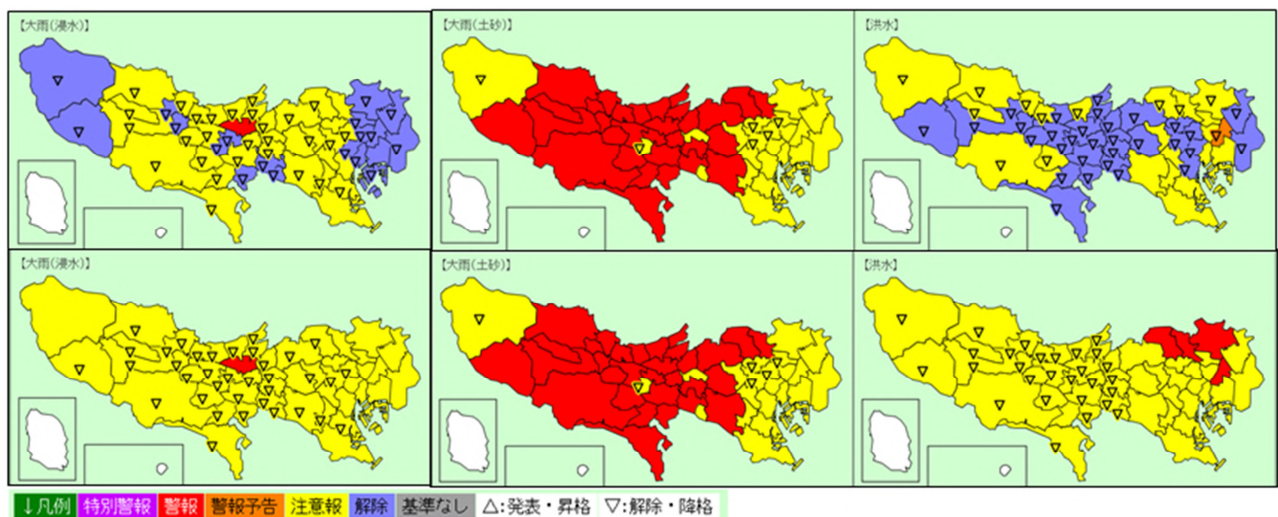 【大雨(浸水)】
【大雨(土砂)】
【洪水】
【大雨(浸水)】
【大雨(土砂)】
【洪水】
↓凡例 特別警報 警報 警報予告 注意報 解除 基準なし △:発表・昇格 ▽:解除・降格